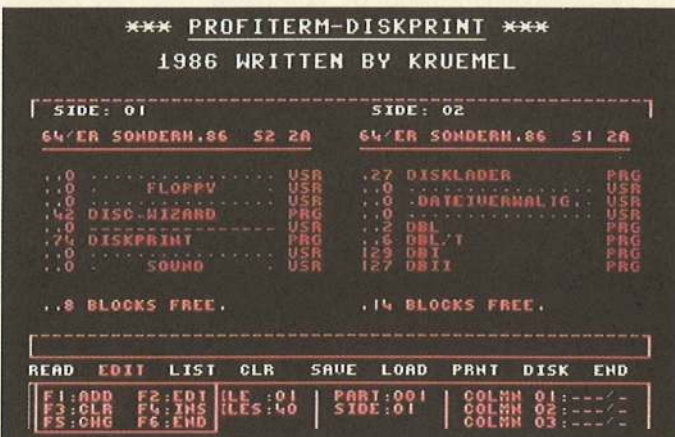 *** PROFITERM-DISKPRINT ***
1986 WRITTEN BY KRUEMEL
SIDE: 01 SIDE: 02
64'ER SONDERH.86 S2 2A 64'ER SONDERH.86 S1 2A
..0 ................ USR .27 DISKLADER PRG
..0 . FLOPPY . USR ..0 ................ USR
..0 ................ USR ..0 .DATEIVERWALTG. USR
.42 DISC-WIZARD PRG ..0 ................ USR
..0 ---------------- USR ..2 DBL PRG
.74 DISKPRINT PRG ..6 DBL/T PRG
..0 ................ USR 129 DBI PRG
..0 . SOUND . USR 127 DBII PRG
..8 BLOCKS FREE. .14 BLOCKS FREE.
READ EDIT LIST CLR SAVE LOAD PRNT DISK END
F1:ADD F2:EDT ILE :01 PART:001 COLMN 01:---/-
F3:CLR F4:INS ILES:40 SIDE:01 COLMN 02:---/-
F5:CHG F6:END COLMN 03:---/-